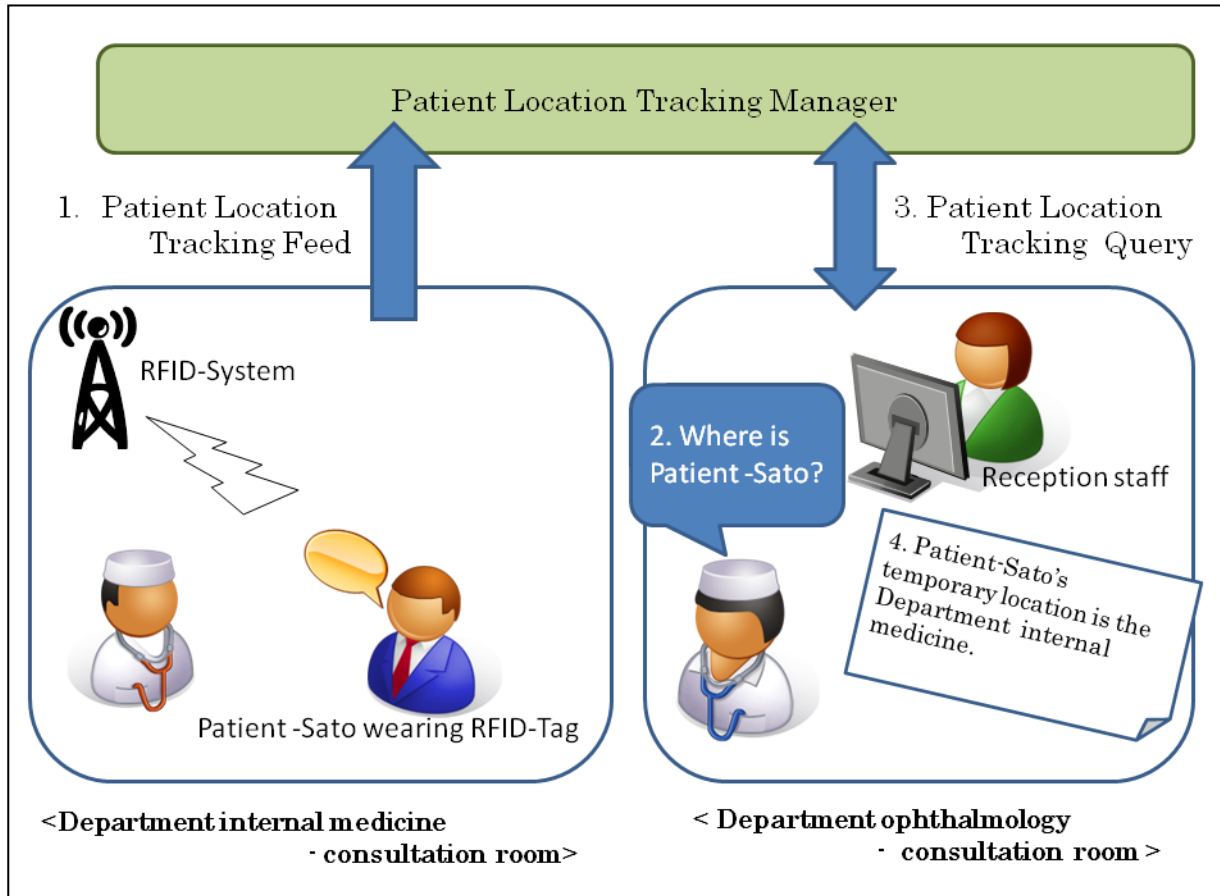 Patient Location Tracking Manager
1. Patient Location
Tracking Feed
3. Patient Location
Tracking Query
RFID-System
Patient -Sato wearing RFID-Tag
2. Where is
Patient -Sato?
Reception staff
4. Patient-Sato's
temporary location is the
Department internal
medicine.
<Department internal medicine
- consultation room>
< Department ophthalmology
- consultation room >